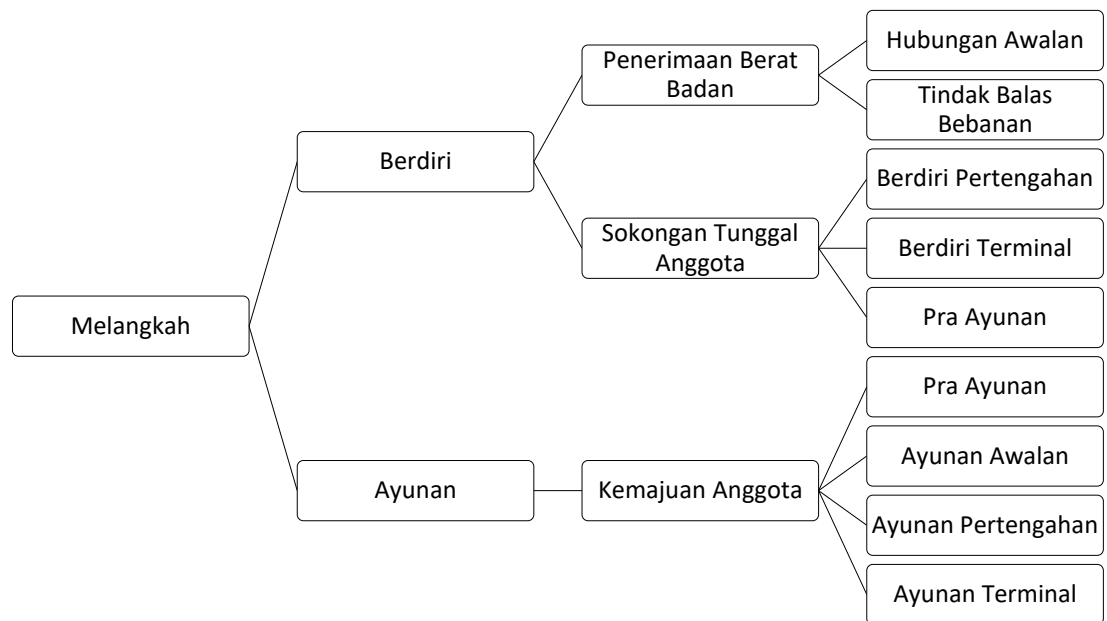 Melangkah
Berdiri
Penerimaan Berat
Badan
Hubungan Awalan
Tindak Balas
Bebanan
Sokongan Tunggal
Anggota
Berdiri Pertengahan
Berdiri Terminal
Pra Ayunan
Ayunan
Kemajuan Anggota
Pra Ayunan
Ayunan Awalan
Ayunan Pertengahan
Ayunan Terminal